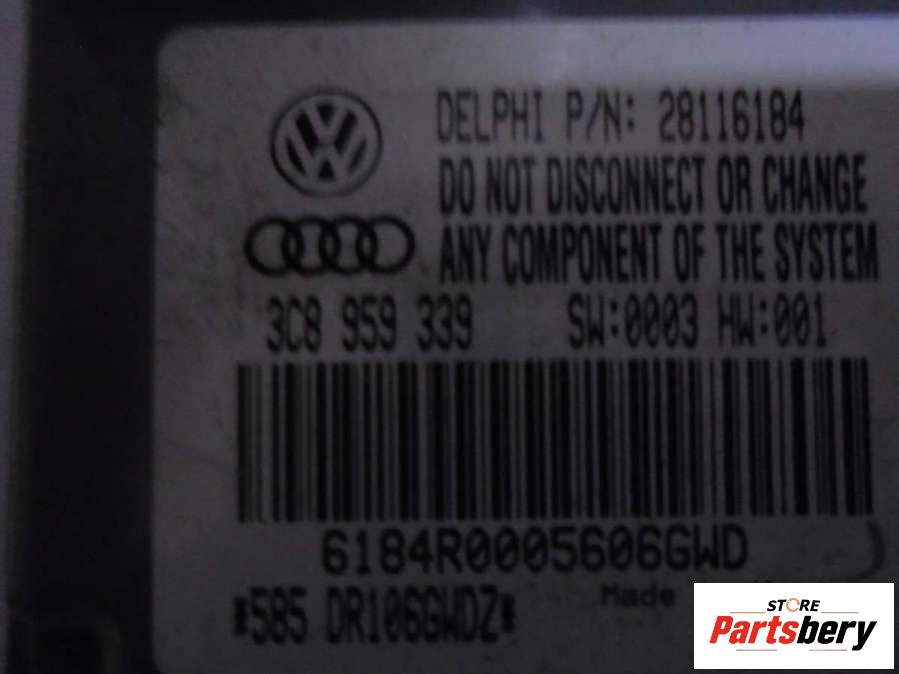 DELPHI P/N: 28116184
DO NOT DISCONNECT OR CHANGE
ANY COMPONENT OF THE SYSTEM
3C8 959 339 SW:0003 HW:001
6184R0005606GWD
*585 DR106GWDZ*
Made
STORE
Partsbery